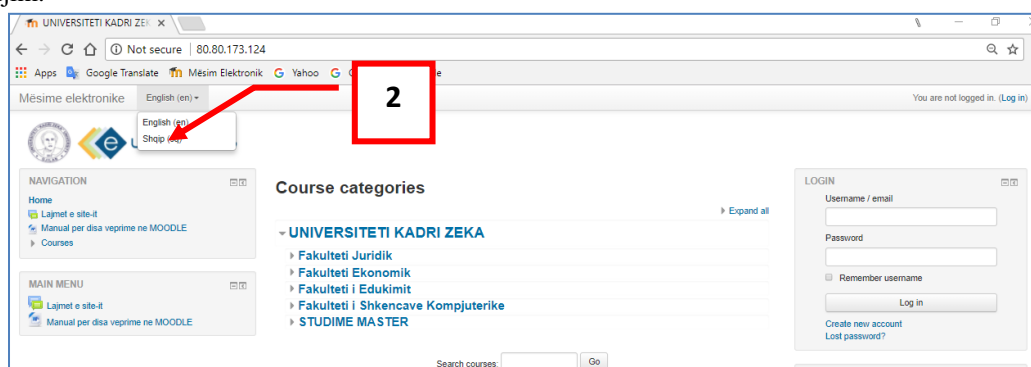 UNIVERSITETI KADRI ZEK
Not secure | 80.80.173.124
Apps Google Translate Mësim Elektronik Yahoo
2
Mësime elektronike English (en)
You are not logged in. (Log in)
English (en)
Shqip
NAVIGATION
Home
Lajmet e site-it
Manual per disa veprime ne MOODLE
Courses
MAIN MENU
Lajmet e site-it
Manual per disa veprime ne MOODLE
Course categories
Expand all
UNIVERSITETI KADRI ZEKA
Fakulteti Juridik
Fakulteti Ekonomik
Fakulteti i Edukimit
Fakulteti i Shkencave Kompjuterike
STUDIME MASTER
Search courses: Go
LOGIN
Username / email
Password
Remember username
Log in
Create new account
Lost password?